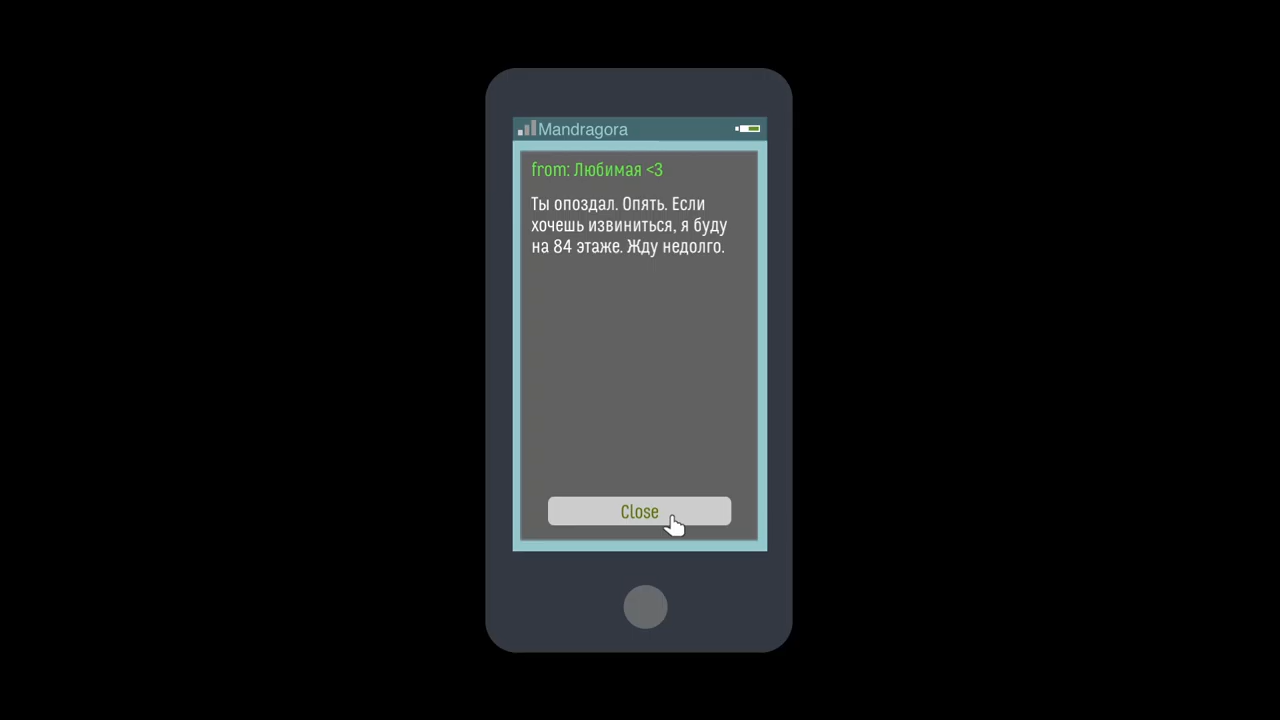 Mandragora
from: Любимая <3
Ты опоздал. Опять. Если
хочешь извиниться, я буду
на 84 этаже. Жду недолго.
Close